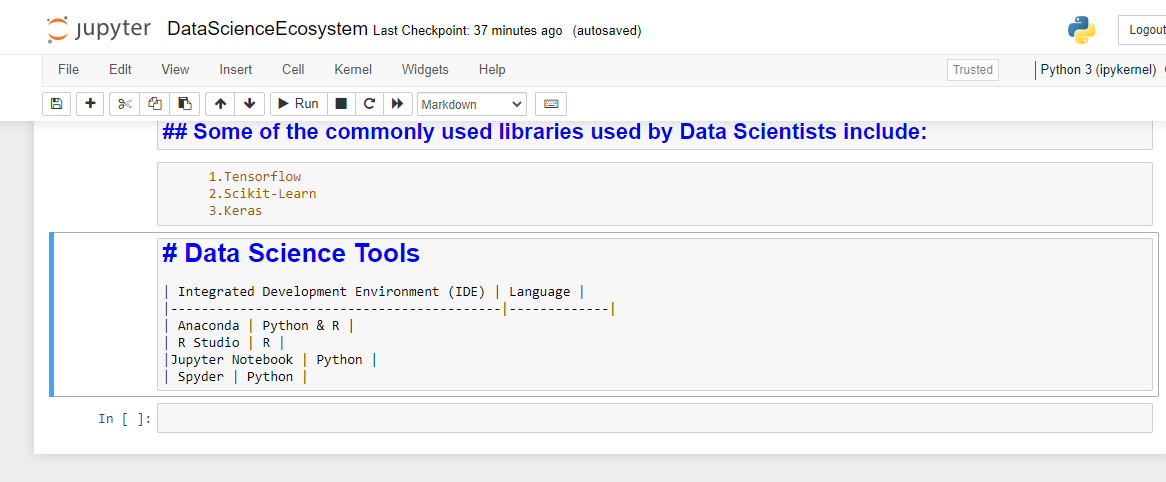 jupyter DataScienceEcosystem Last Checkpoint: 37 minutes ago (autosaved) Logout
File Edit View Insert Cell Kernel Widgets Help Trusted Python 3 (ipykernel)
Run Markdown
## Some of the commonly used libraries used by Data Scientists include:
1.Tensorflow
2.Scikit-Learn
3.Keras
# Data Science Tools
| Integrated Development Environment (IDE) | Language |
|-------------------------------------------|-------------|
| Anaconda | Python & R |
| R Studio | R |
|Jupyter Notebook | Python |
| Spyder | Python |
In [ ]: